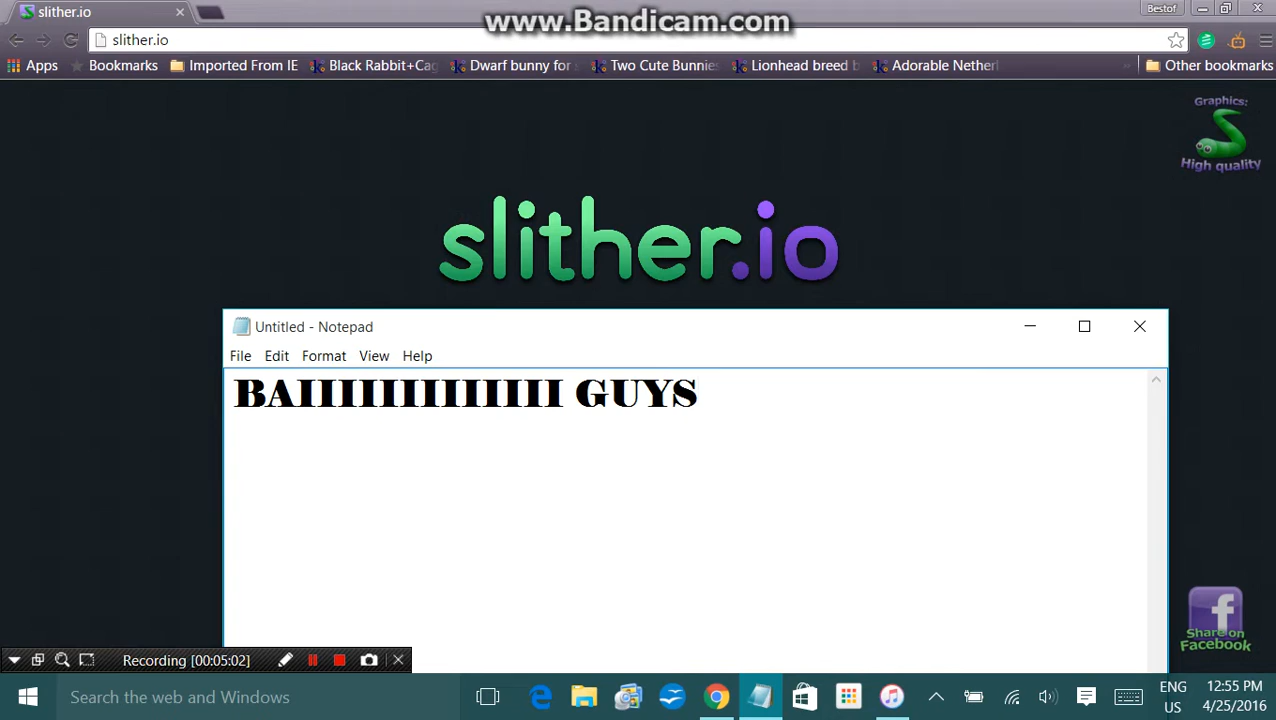 slither.io
Bestof
www.Bandicam.com
slither.io
Apps Bookmarks Imported From IE Black Rabbit+Cag Dwarf bunny for Two Cute Bunnies Lionhead breed b Adorable Netherl Other bookmarks
Graphics:
High quality
slither.io
Untitled - Notepad
File Edit Format View Help
BAIIIIIIIIIIIII GUYS
Share on
Facebook
Recording [00:05:02]
Search the web and Windows
ENG
US
12:55 PM
4/25/2016